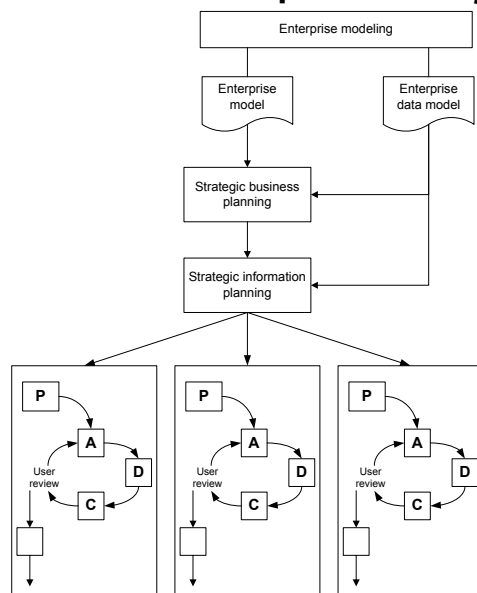 Enterprise modeling
Enterprise
model
Enterprise
data model
Strategic business
planning
Strategic information
planning
P
A
D
User
review
C
P
A
D
User
review
C
P
A
D
User
review
C